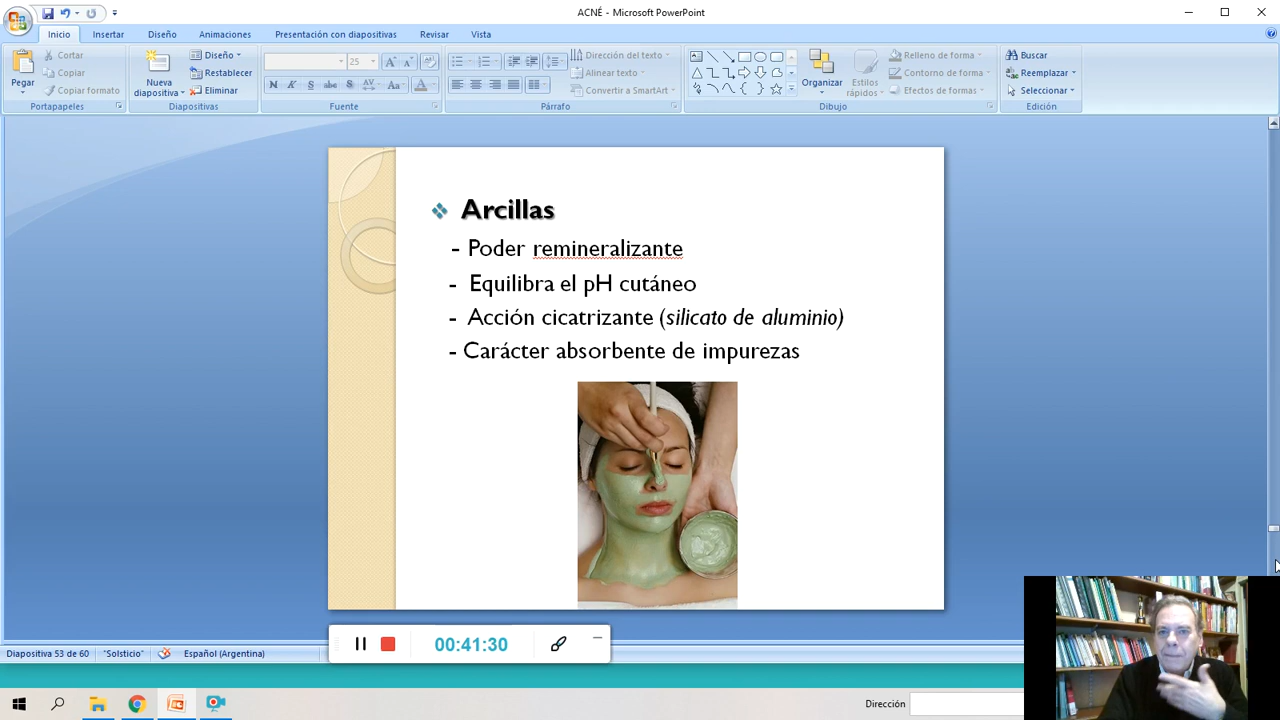 ACNÉ - Microsoft PowerPoint
Inicio
Insertar
Diseño
Animaciones
Presentación con diapositivas
Revisar
Vista
Pegar
Cortar
Copiar
Copiar formato
Portapapeles
Nueva diapositiva
Diseño
Restablecer
Eliminar
Diapositivas
25
N K S abe S AV Aa A
Fuente
Párrafo
Dirección del texto
Alinear texto
Convertir a SmartArt
Organizar
Estilos rápidos
Relleno de forma
Contorno de forma
Efectos de formas
Dibujo
Buscar
Reemplazar
Seleccionar
Edición
Arcillas
- Poder remineralizante
- Equilibra el pH cutáneo
- Acción cicatrizante (silicato de aluminio)
- Carácter absorbente de impurezas
00:41:30
Diapositiva 53 de 60
"Solsticio"
Español (Argentina)
Dirección